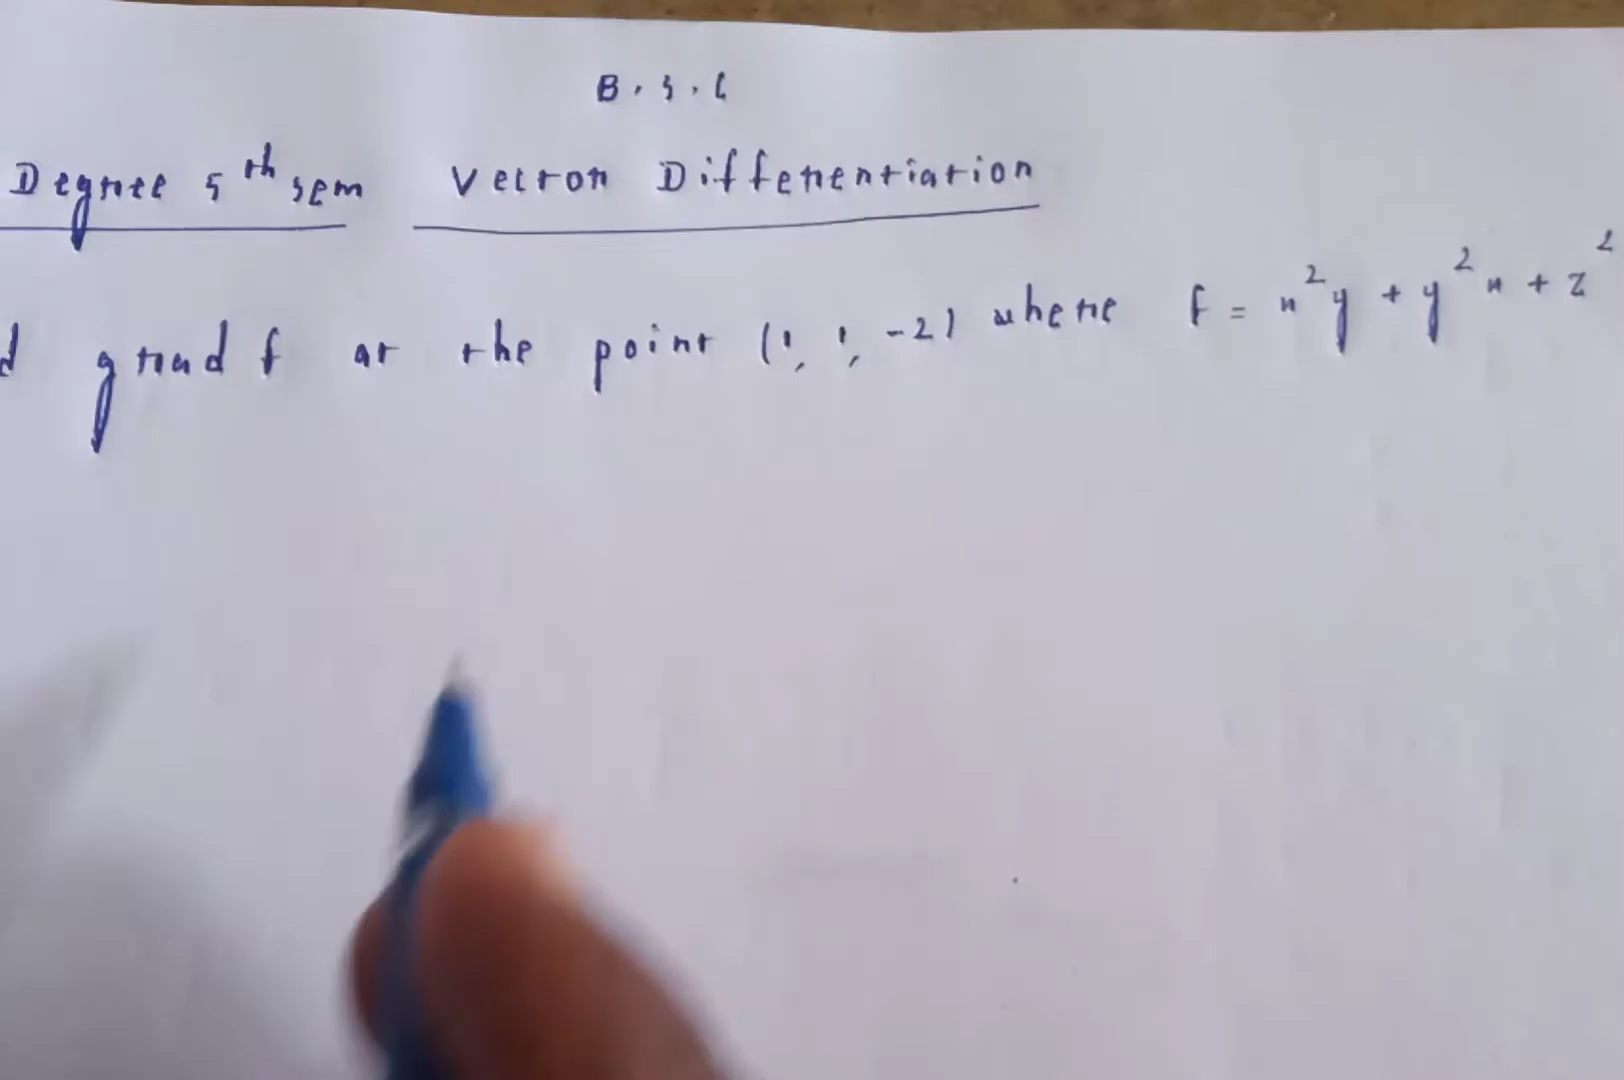 B.S.C
Degree 5th sem Vector Differentiation
d grad f at the point (1, 1, -2) where f = x²y + y²x + z²